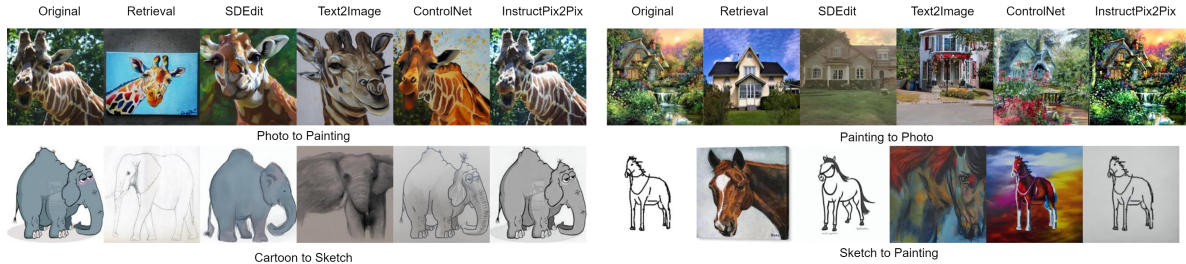 Original Retrieval SDEdit Text2Image ControlNet InstructPix2Pix
Original Retrieval SDEdit Text2Image ControlNet InstructPix2Pix
Photo to Painting
Painting to Photo
Cartoon to Sketch
Sketch to Painting